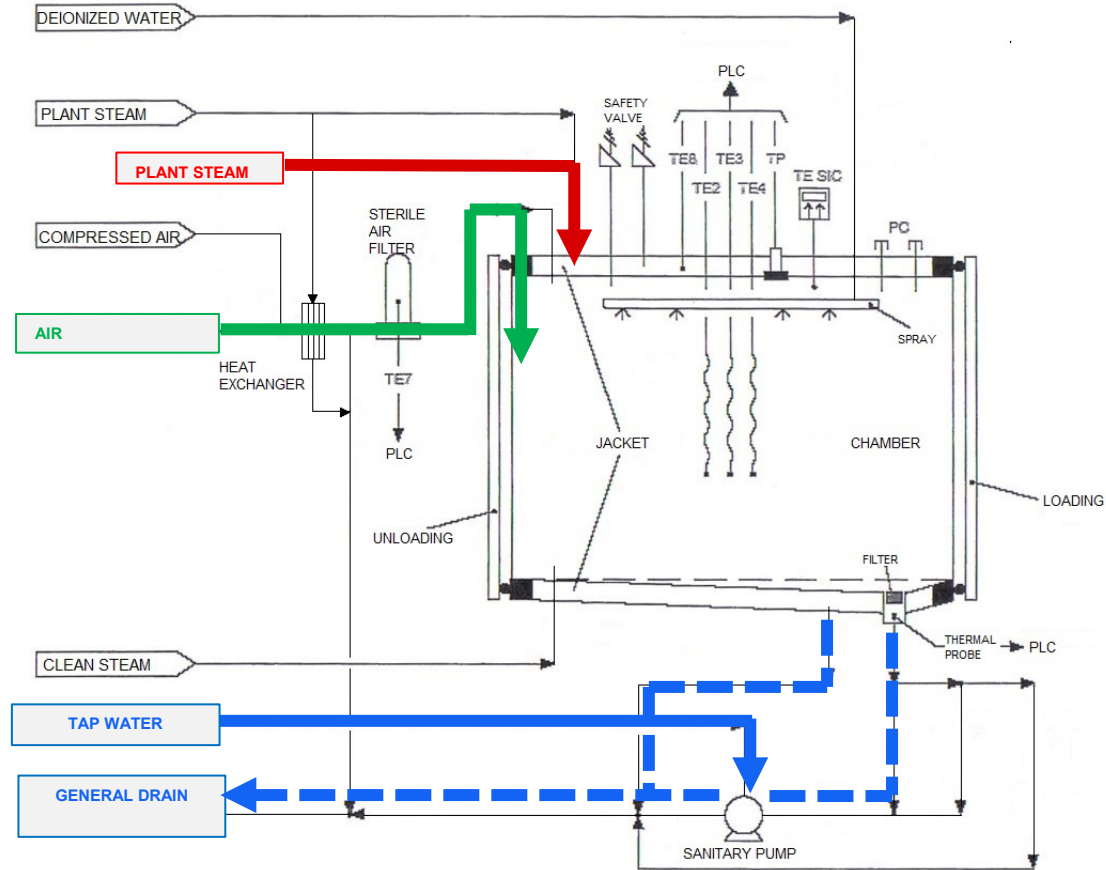 DEIONIZED WATER
PLC
PLANT STEAM
SAFETY
VALVE
PLANT STEAM
TE8
TE3
TP
TE2
TE4
TE SIC
STERILE
AIR
FILTER
COMPRESSED AIR
PC
AIR
SPRAY
HEAT
EXCHANGER
TE7
JACKET
CHAMBER
PLC
LOADING
UNLOADING
FILTER
THERMAL
PROBE
PLC
CLEAN STEAM
TAP WATER
GENERAL DRAIN
SANITARY PUMP